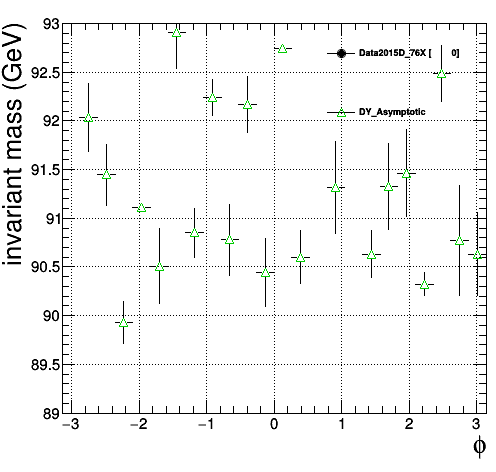 invariant mass (GeV)
93
92.5
92
91.5
91
90.5
90
89.5
89
Data2015D_76X [ 0]
DY_Asymptotic
−3 −2 −1 0 1 2 3
ϕ